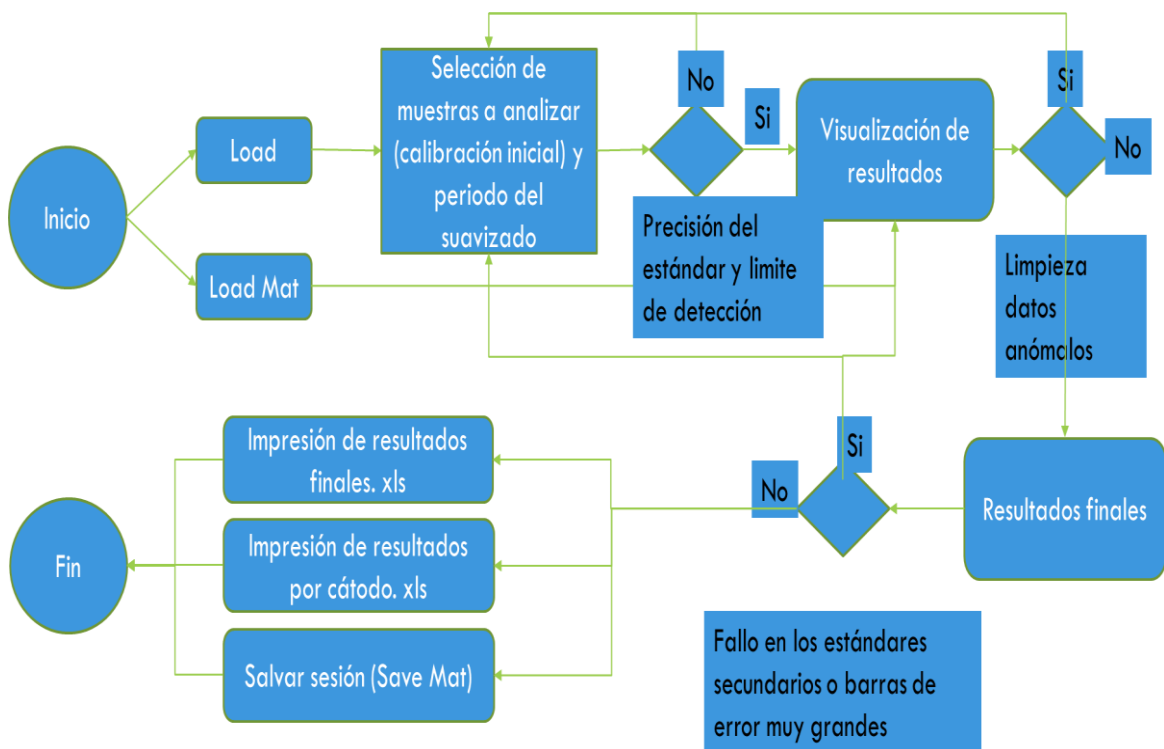 Inicio
Load
Load Mat
Selección de
muestras a analizar
(calibración inicial) y
periodo del
suavizado
No
Si
Precisión del
estándar y limite
de detección
Visualización de
resultados
Si
No
Limpieza
datos
anómalos
Resultados finales
Si
No
Fallo en los estándares
secundarios o barras de
error muy grandes
Impresión de resultados
finales. xls
Impresión de resultados
por cátodo. xls
Salvar sesión (Save Mat)
Fin